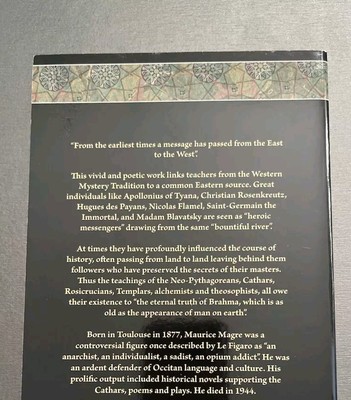 “From the earliest times a message has passed from the East
to the West”.
This vivid and poetic work links teachers from the Western
Mystery Tradition to a common Eastern source. Great
individuals like Apollonius of Tyana, Christian Rosenkreutz,
Hugues des Payans, Nicolas Flamel, Saint-Germain the
Immortal, and Madam Blavatsky are seen as “heroic
messengers” drawing from the same “bountiful river”.
At times they have profoundly influenced the course of
history, often passing from land to land leaving behind them
followers who have preserved the secrets of their masters.
Thus the teachings of the Neo-Pythagoreans, Cathars,
Rosicrucians, Templars, alchemists and theosophists, all owe
their existence to “the eternal truth of Brahma, which is as
old as the appearance of man on earth”.
Born in Toulouse in 1877, Maurice Magre was a
controversial figure once described by Le Figaro as “an
anarchist, an individualist, a sadist, an opium addict”. He was
an ardent defender of Occitan language and culture. His
prolific output included historical novels supporting the
Cathars, poems and plays. He died in 1944.